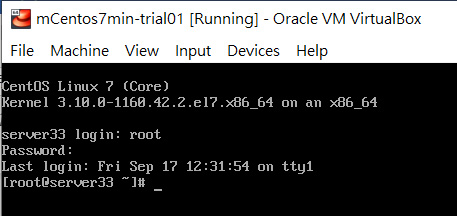 mCentos7min-trial01 [Running] - Oracle VM VirtualBox
File Machine View Input Devices Help
CentOS Linux 7 (Core)
Kernel 3.10.0-1160.42.2.el7.x86_64 on an x86_64
server33 login: root
Password:
Last login: Fri Sep 17 12:31:54 on tty1
[root@server33 ~]# _